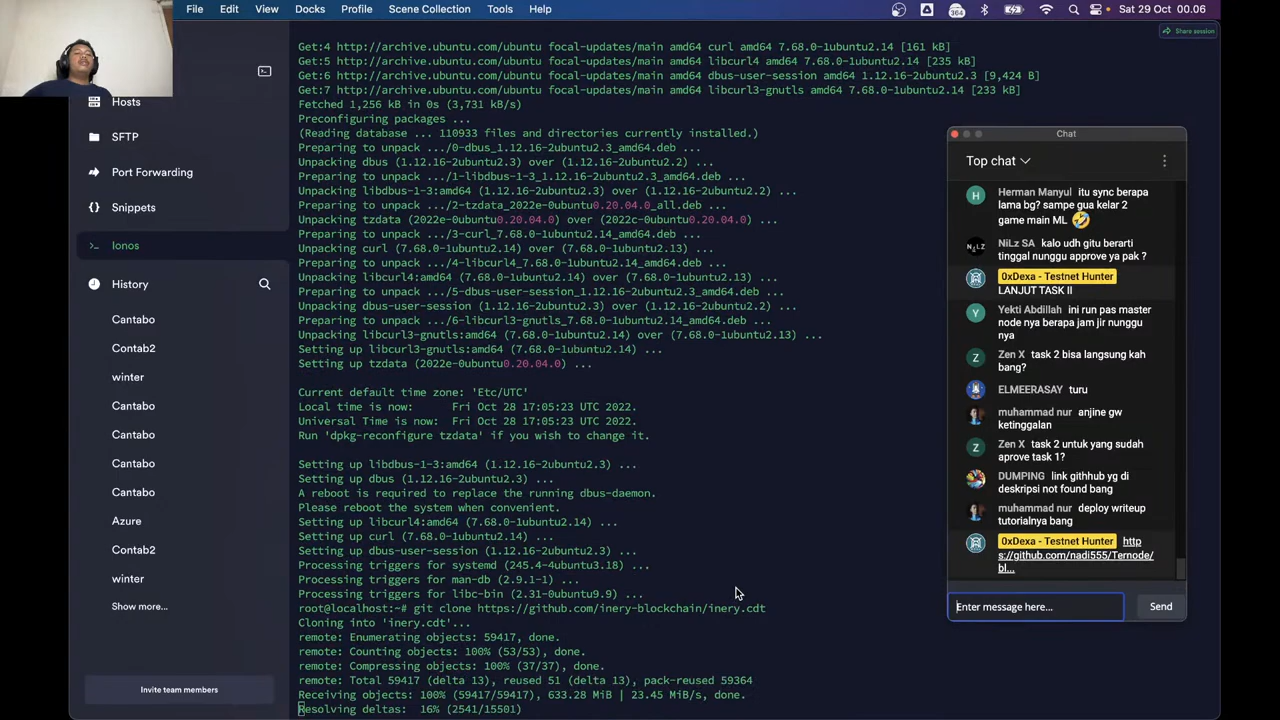 File Edit View Docks Profile Scene Collection Tools Help
364
Sat 29 Oct 00.06
Share session
Hosts
SFTP
Port Forwarding
{} Snippets
>_ Ionos
History
Cantabo
Contab2
winter
Cantabo
Cantabo
Cantabo
Cantabo
Azure
Contab2
winter
Show more...
Invite team members
Get:4 http://archive.ubuntu.com/ubuntu focal-updates/main amd64 curl amd64 7.68.0-1ubuntu2.14 [161 kB]
Get:5 http://archive.ubuntu.com/ubuntu focal-updates/main amd64 libcurl4 amd64 7.68.0-1ubuntu2.14 [235 kB]
Get:6 http://archive.ubuntu.com/ubuntu focal-updates/main amd64 dbus-user-session amd64 1.12.16-2ubuntu2.3 [9,424 B]
Get:7 http://archive.ubuntu.com/ubuntu focal-updates/main amd64 libcurl3-gnutls amd64 7.68.0-1ubuntu2.14 [233 kB]
Fetched 1,256 kB in 0s (3,731 kB/s)
Preconfiguring packages ...
(Reading database ... 110933 files and directories currently installed.)
Preparing to unpack .../0-dbus_1.12.16-2ubuntu2.3_amd64.deb ...
Unpacking dbus (1.12.16-2ubuntu2.3) over (1.12.16-2ubuntu2.2) ...
Preparing to unpack .../1-libdbus-1-3_1.12.16-2ubuntu2.3_amd64.deb ...
Unpacking libdbus-1-3:amd64 (1.12.16-2ubuntu2.3) over (1.12.16-2ubuntu2.2) ...
Preparing to unpack .../2-tzdata_2022e-0ubuntu0.20.04.0_all.deb ...
Unpacking tzdata (2022e-0ubuntu0.20.04.0) over (2022c-0ubuntu0.20.04.0) ...
Preparing to unpack .../3-curl_7.68.0-1ubuntu2.14_amd64.deb ...
Unpacking curl (7.68.0-1ubuntu2.14) over (7.68.0-1ubuntu2.13) ...
Preparing to unpack .../4-libcurl4_7.68.0-1ubuntu2.14_amd64.deb ...
Unpacking libcurl4:amd64 (7.68.0-1ubuntu2.14) over (7.68.0-1ubuntu2.13) ...
Preparing to unpack .../5-dbus-user-session_1.12.16-2ubuntu2.3_amd64.deb ...
Unpacking dbus-user-session (1.12.16-2ubuntu2.3) over (1.12.16-2ubuntu2.2) ...
Preparing to unpack .../6-libcurl3-gnutls_7.68.0-1ubuntu2.14_amd64.deb ...
Unpacking libcurl3-gnutls:amd64 (7.68.0-1ubuntu2.14) over (7.68.0-1ubuntu2.13) ...
Setting up libcurl3-gnutls:amd64 (7.68.0-1ubuntu2.14) ...
Setting up tzdata (2022e-0ubuntu0.20.04.0) ...
Current default time zone: 'Etc/UTC'
Local time is now: Fri Oct 28 17:05:23 UTC 2022.
Universal Time is now: Fri Oct 28 17:05:23 UTC 2022.
Run 'dpkg-reconfigure tzdata' if you wish to change it.
Setting up libdbus-1-3:amd64 (1.12.16-2ubuntu2.3) ...
Setting up dbus (1.12.16-2ubuntu2.3) ...
A reboot is required to replace the running dbus-daemon.
Please reboot the system when convenient.
Setting up libcurl4:amd64 (7.68.0-1ubuntu2.14) ...
Setting up curl (7.68.0-1ubuntu2.14) ...
Setting up dbus-user-session (1.12.16-2ubuntu2.3) ...
Processing triggers for systemd (245.4-4ubuntu3.18) ...
Processing triggers for man-db (2.9.1-1) ...
Processing triggers for libc-bin (2.31-0ubuntu9.9) ...
root@localhost:~# git clone https://github.com/inery-blockchain/inery.cdt
Cloning into 'inery.cdt'...
remote: Enumerating objects: 59417, done.
remote: Counting objects: 100% (53/53), done.
remote: Compressing objects: 100% (37/37), done.
remote: Total 59417 (delta 13), reused 51 (delta 13), pack-reused 59364
Receiving objects: 100% (59417/59417), 633.28 MiB | 23.45 MiB/s, done.
Resolving deltas: 16% (2541/15501)
Chat
Top chat
H Herman Manyul itu sync berapa
lama bg? sampe gua kelar 2
game main ML 🤣
NiLz SA kalo udh gitu berarti
tinggal nunggu approve ya pak ?
0xDexa - Testnet Hunter
LANJUT TASK II
Y Yekti Abdillah ini run pas master
node nya berapa jam jir nunggu
nya
Z Zen X task 2 bisa langsung kah
bang?
ELMEERASAY turu
muhammad nur anjine gw
ketinggalan
Z Zen X task 2 untuk yang sudah
aprove task 1?
DUMPING link githhub yg di
deskripsi not found bang
muhammad nur deploy writeup
tutorialnya bang
0xDexa - Testnet Hunter http
s://github.com/nadi555/Ternode/
bl...
Enter message here...
Send